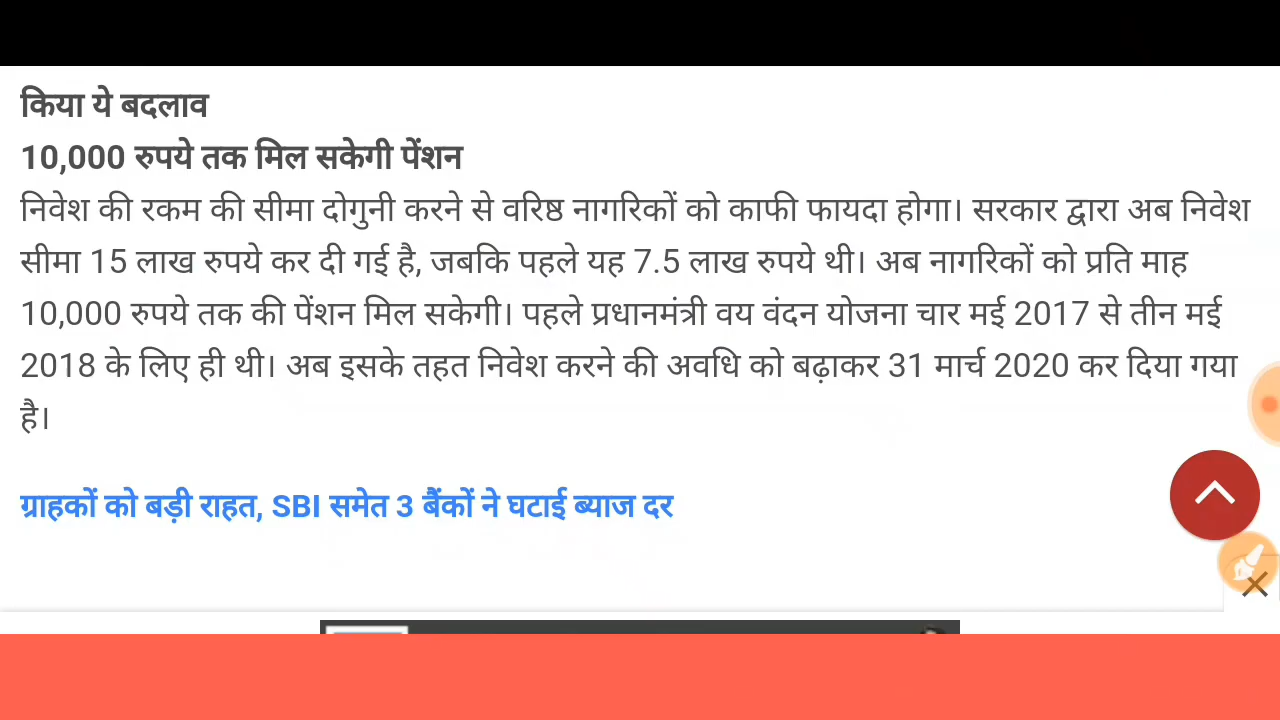 किया ये बदलाव
10,000 रुपये तक मिल सकेगी पेंशन
निवेश की रकम की सीमा दोगुनी करने से वरिष्ठ नागरिकों को काफी फायदा होगा। सरकार द्वारा अब निवेश
सीमा 15 लाख रुपये कर दी गई है, जबकि पहले यह 7.5 लाख रुपये थी। अब नागरिकों को प्रति माह
10,000 रुपये तक की पेंशन मिल सकेगी। पहले प्रधानमंत्री वय वंदन योजना चार मई 2017 से तीन मई
2018 के लिए ही थी। अब इसके तहत निवेश करने की अवधि को बढ़ाकर 31 मार्च 2020 कर दिया गया
है।
ग्राहकों को बड़ी राहत, SBI समेत 3 बैंकों ने घटाई ब्याज दर